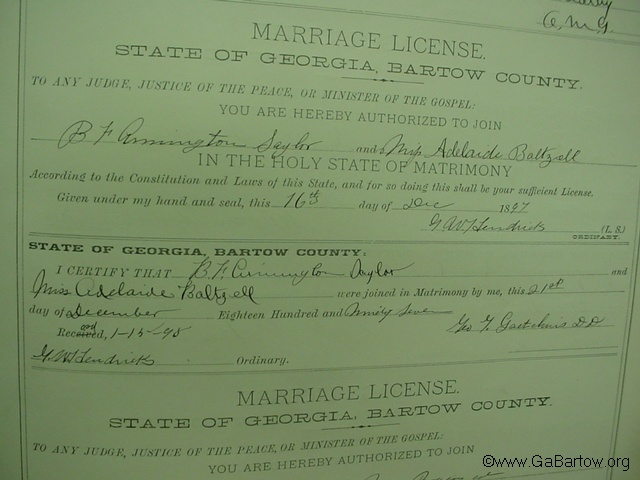 A. M. G.
MARRIAGE LICENSE.
STATE OF GEORGIA, BARTOW COUNTY.
TO ANY JUDGE, JUSTICE OF THE PEACE, OR MINISTER OF THE GOSPEL:
YOU ARE HEREBY AUTHORIZED TO JOIN
B F Armington Saylor and Miss Adelaide Baltzell
IN THE HOLY STATE OF MATRIMONY
According to the Constitution and Laws of this State, and for so doing this shall be your sufficient License.
Given under my hand and seal, this 16th day of Dec 1897
G. W. Hendricks (L. S.)
ORDINARY.
STATE OF GEORGIA, BARTOW COUNTY:
I CERTIFY THAT B. F. Armington Saylor and
Miss Adelaide Baltzell were joined in Matrimony by me, this 21st
day of December Eighteen Hundred and Ninety Seven
Geo. T. D D
Received, 1-15-98
G. W. Hendricks Ordinary.
MARRIAGE LICENSE.
STATE OF GEORGIA, BARTOW COUNTY.
TO ANY JUDGE, JUSTICE OF THE PEACE, OR MINISTER OF THE GOSPEL:
YOU ARE HEREBY AUTHORIZED TO JOIN
©www.GaBartow.org